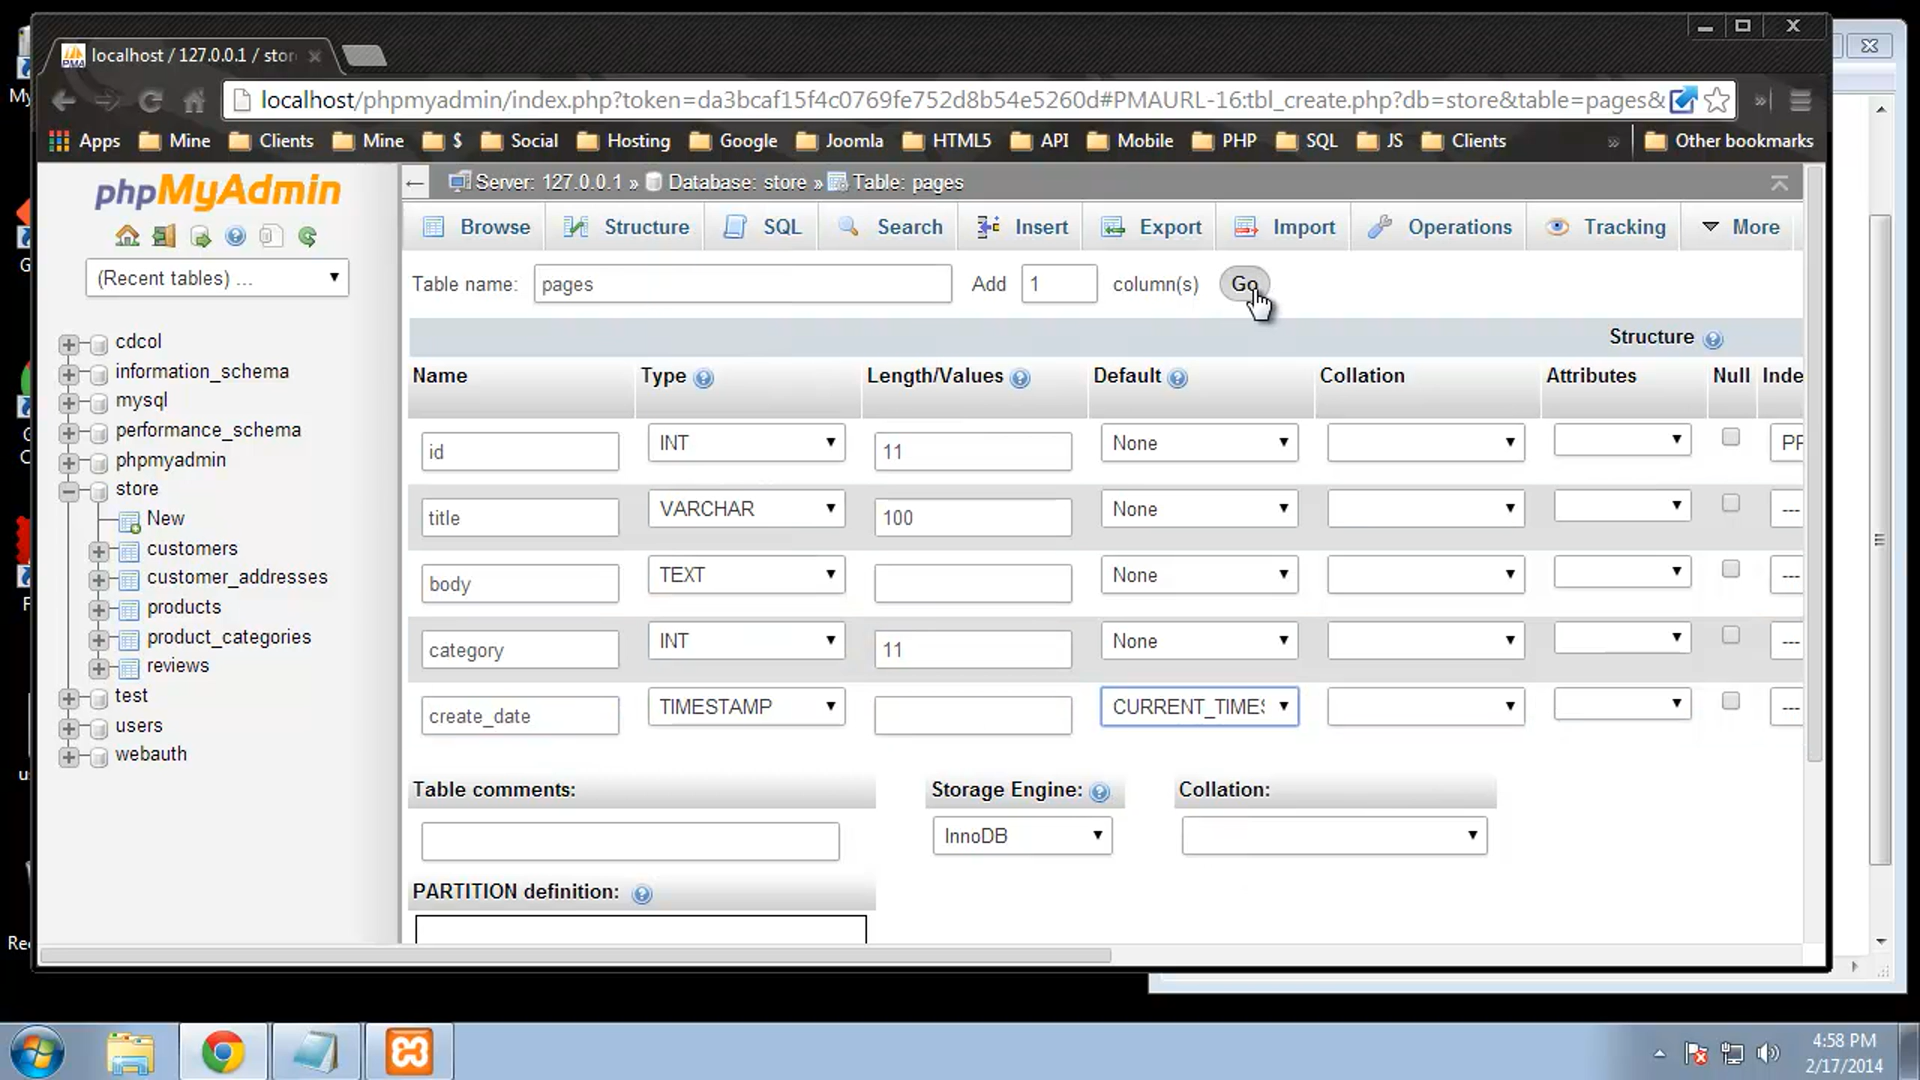 localhost / 127.0.0.1 / stor
localhost/phpmyadmin/index.php?token=da3bcaf15f4c0769fe752d8b54e5260d#PMAURL-16:tbl_create.php?db=store&table=pages&
Apps Mine Clients Mine $ Social Hosting Google Joomla HTML5 API Mobile PHP SQL JS Clients » Other bookmarks
phpMyAdmin
(Recent tables) ...
cdcol
information_schema
mysql
performance_schema
phpmyadmin
store
New
customers
customer_addresses
products
product_categories
reviews
test
users
webauth
Server: 127.0.0.1 » Database: store » Table: pages
Browse Structure SQL Search Insert Export Import Operations Tracking More
Table name: pages Add 1 column(s) Go
Structure
Name Type Length/Values Default Collation Attributes Null Inde
id INT 11 None PR
title VARCHAR 100 None ---
body TEXT None ---
category INT 11 None ---
create_date TIMESTAMP CURRENT_TIMES ---
Table comments: Storage Engine: Collation:
InnoDB
PARTITION definition:
My
G
Re
4:58 PM
2/17/2014